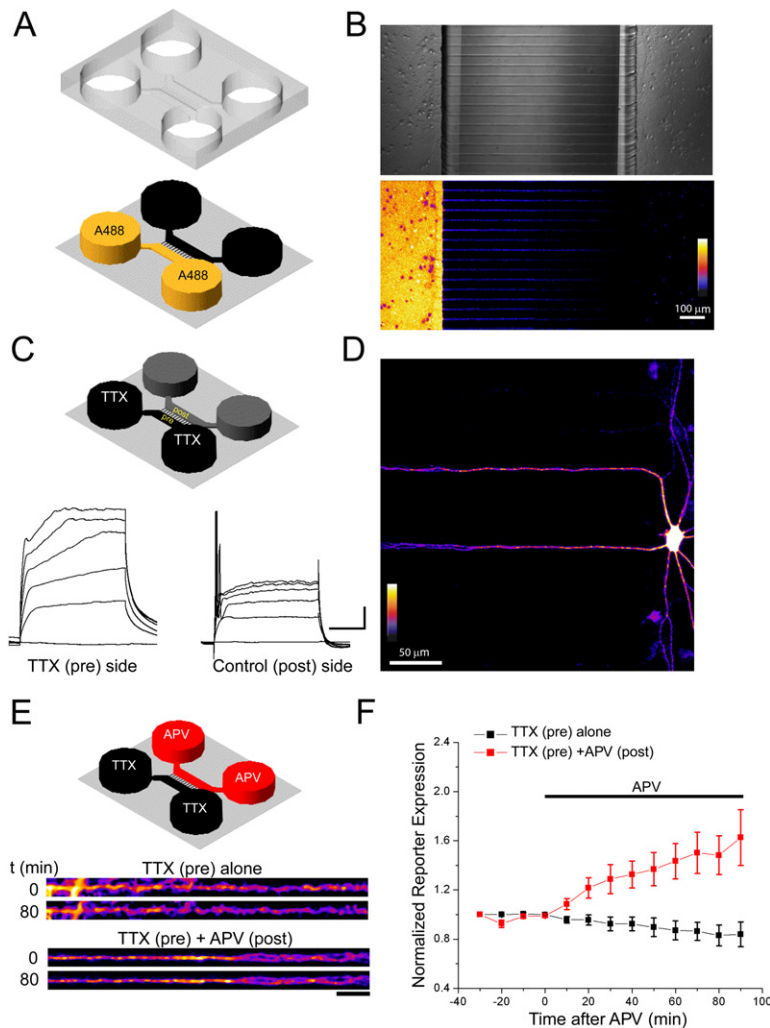 A
B
A488
A488
100 μm
C
D
TTX
post
pre
TTX
TTX (pre) side
Control (post) side
50 μm
E
F
APV
TTX
APV
TTX
t (min)
TTX (pre) alone
0
80
TTX (pre) + APV (post)
0
80
TTX (pre) alone
TTX (pre) +APV (post)
2.4
2.0
1.6
1.2
0.8
0.4
APV
Normalized Reporter Expression
-40 -20 0 20 40 60 80 100
Time after APV (min)